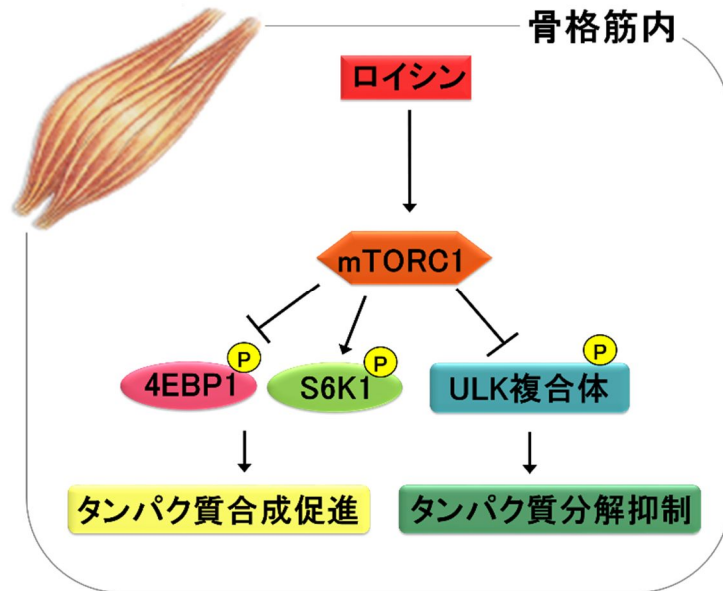 骨格筋内
ロイシン
mTORC1
P
P
P
4EBP1
S6K1
ULK複合体
タンパク質合成促進
タンパク質分解抑制